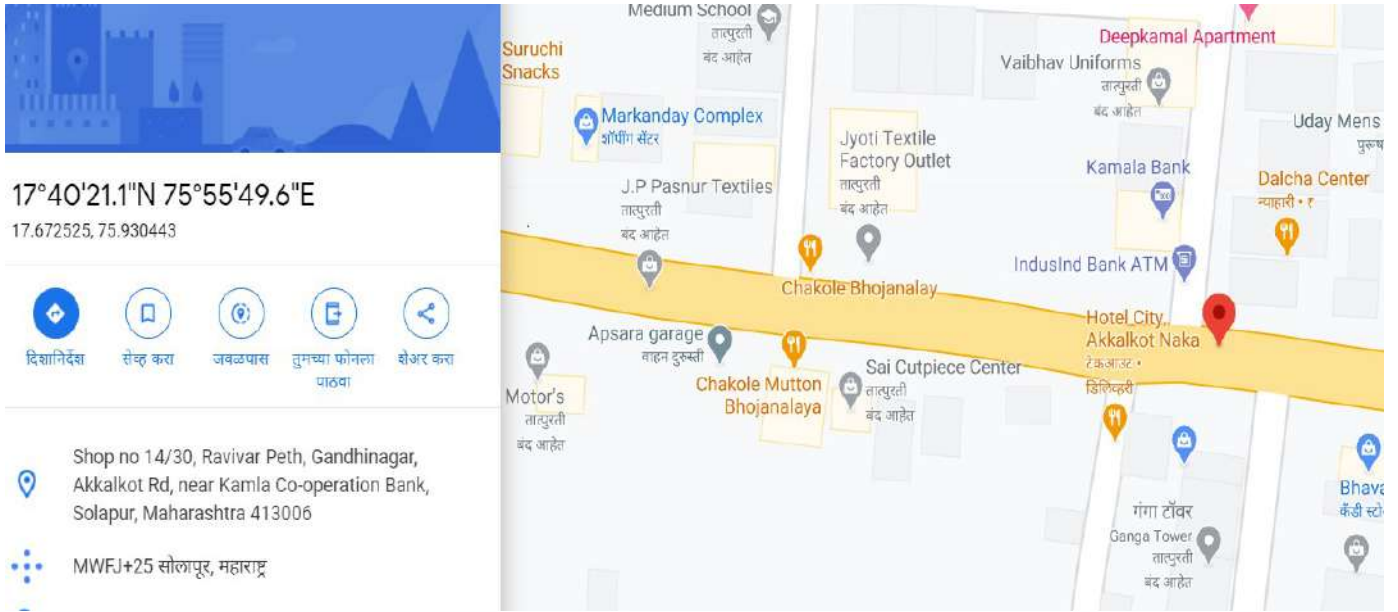 17°40'21.1"N 75°55'49.6"E
17.672525, 75.930443
दिशानिर्देश
सेव्ह करा
जवळपास
तुमच्या फोनला
पाठवा
शेअर करा
Shop no 14/30, Ravivar Peth, Gandhinagar,
Akkalkot Rd, near Kamla Co-operation Bank,
Solapur, Maharashtra 413006
MWFJ+25 सोलापूर, महाराष्ट्र
Medium School
तात्पुरती
बंद आहेत
Suruchi
Snacks
Markanday Complex
शॉपिंग सेंटर
J.P Pasnur Textiles
तात्पुरती
बंद आहेत
Jyoti Textile
Factory Outlet
तात्पुरती
बंद आहेत
Deepkamal Apartment
Vaibhav Uniforms
तात्पुरती
बंद आहेत
Uday Mens
पुरुष
Kamala Bank
Dalcha Center
न्याहारी • र
IndusInd Bank ATM
Chakole Bhojanalay
Hotel City,
Akkalkot Naka
टेकआउट •
डिलिव्हरी
Apsara garage
वाहन दुरुस्ती
Chakole Mutton
Bhojanalaya
Sai Cutpiece Center
तात्पुरती
बंद आहेत
Motor's
तात्पुरती
बंद आहेत
गंगा टॉवर
Ganga Tower
तात्पुरती
बंद आहेत
Bhava
कँडी स्टो